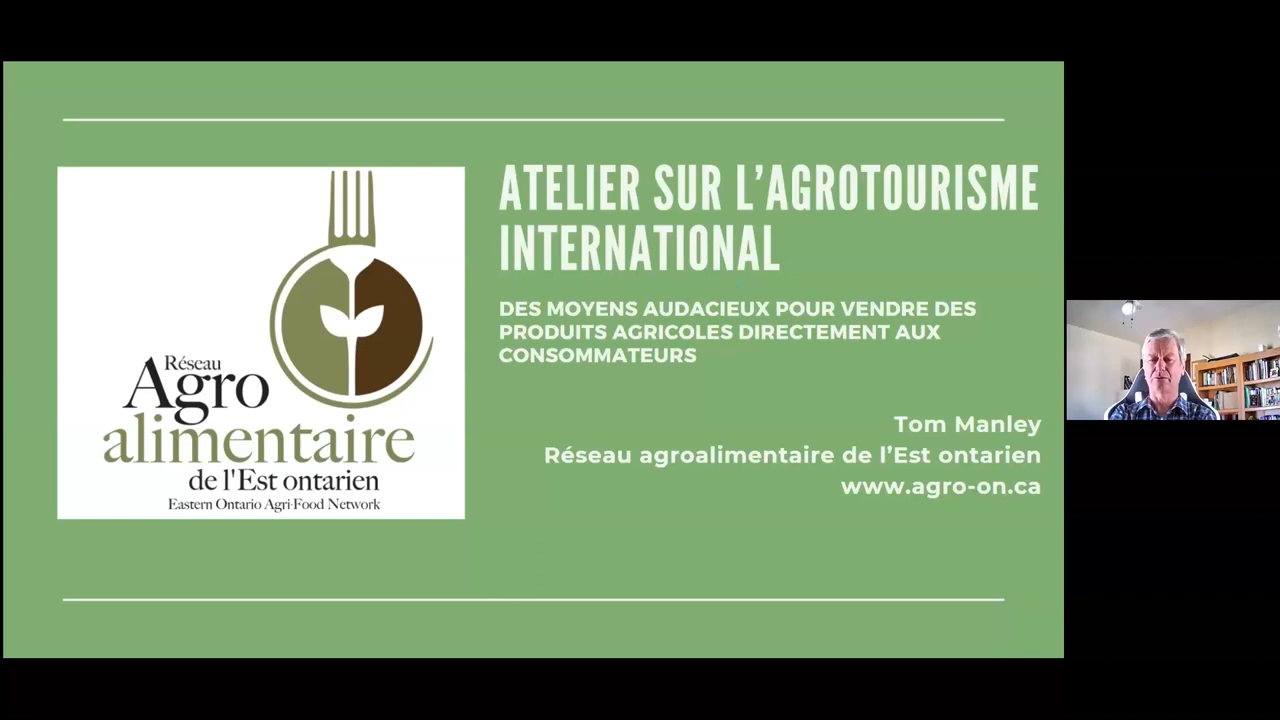 Réseau
Agro
alimentaire
de l'Est ontarien
Eastern Ontario Agri-Food Network
ATELIER SUR L’AGROTOURISME
INTERNATIONAL
DES MOYENS AUDACIEUX POUR VENDRE DES
PRODUITS AGRICOLES DIRECTEMENT AUX
CONSOMMATEURS
Tom Manley
Réseau agroalimentaire de l’Est ontarien
www.agro-on.ca